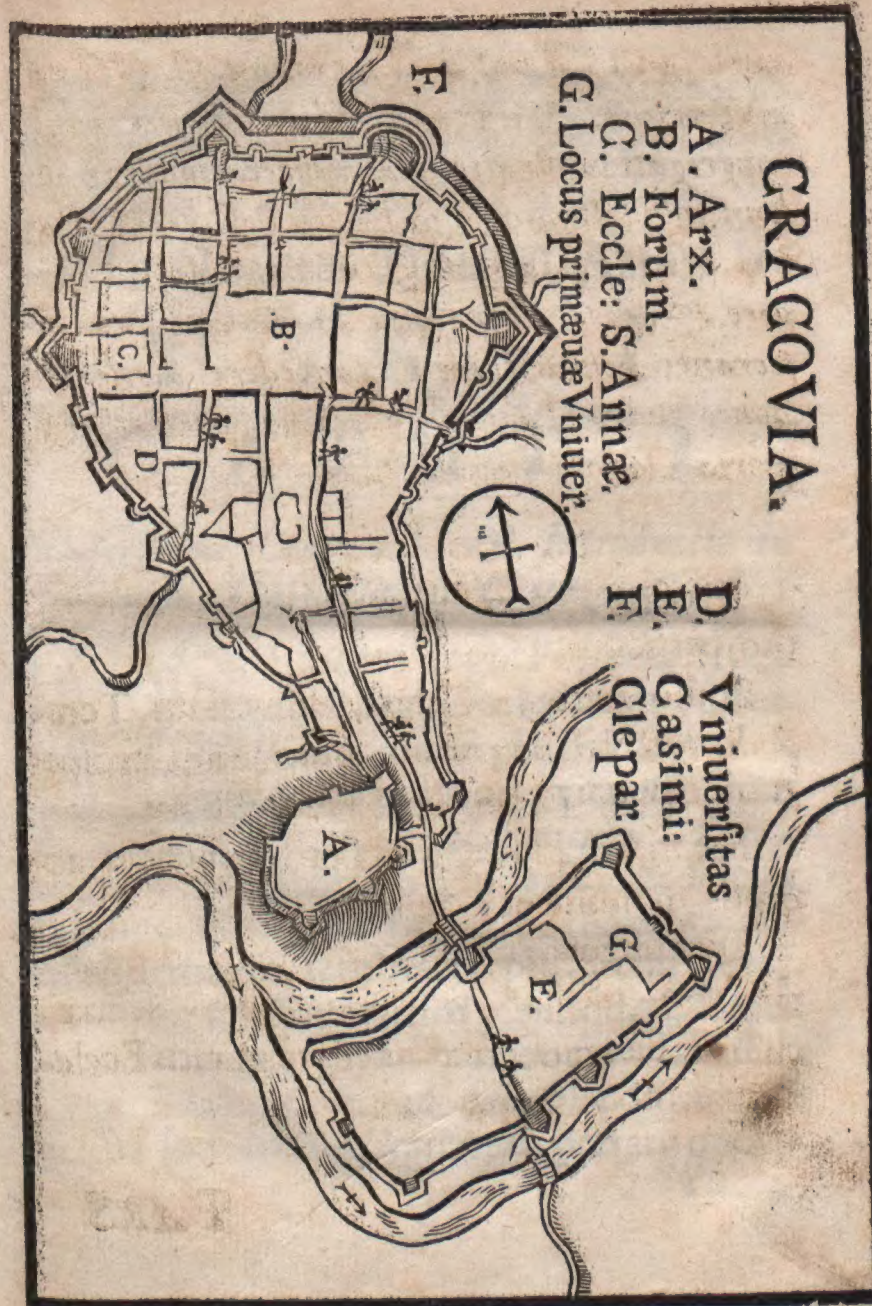 CRACOVIA.
A. Arx.
B. Forum.
C. Eccle: S. Annæ.
G. Locus primæuæ Vniuer.
D. Vniuerſitas
E. Casimi:
F. Clepar.
F.
B.
C.
D
A.
G.
E.